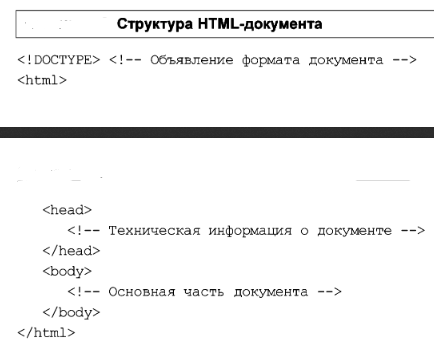 Структура HTML-документа
<!DOCTYPE> <!-- Объявление формата документа -->
<html>
<head>
<!-- Техническая информация о документе -->
</head>
<body>
<!-- Основная часть документа -->
</body>
</html>